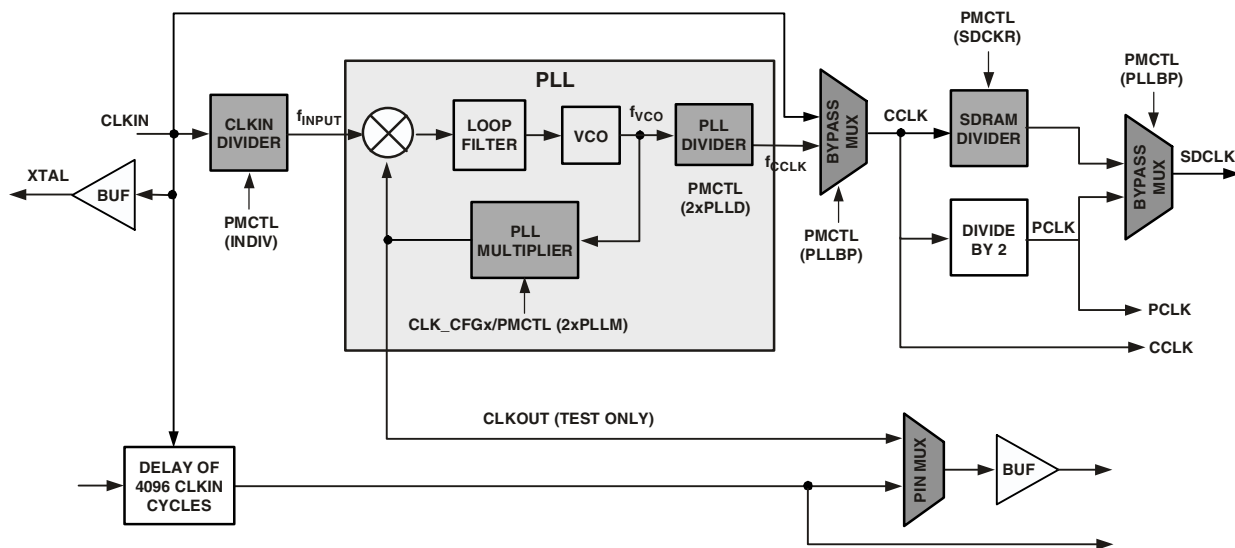 PMCTL
(SDCKR)
PMCTL
(PLLBP)
PLL
CLKIN
CLKIN
DIVIDER
fINPUT
LOOP
FILTER
VCO
fVCO
PLL
DIVIDER
fCCLK
BYPASS
MUX
CCLK
SDRAM
DIVIDER
BYPASS
MUX
SDCLK
XTAL
BUF
PMCTL
(INDIV)
PMCTL
(2xPLLD)
PLL
MULTIPLIER
PMCTL
(PLLBP)
DIVIDE
BY 2
PCLK
CLK_CFGx/PMCTL (2xPLLM)
PCLK
CCLK
CLKOUT (TEST ONLY)
DELAY OF
4096 CLKIN
CYCLES
PIN MUX
BUF